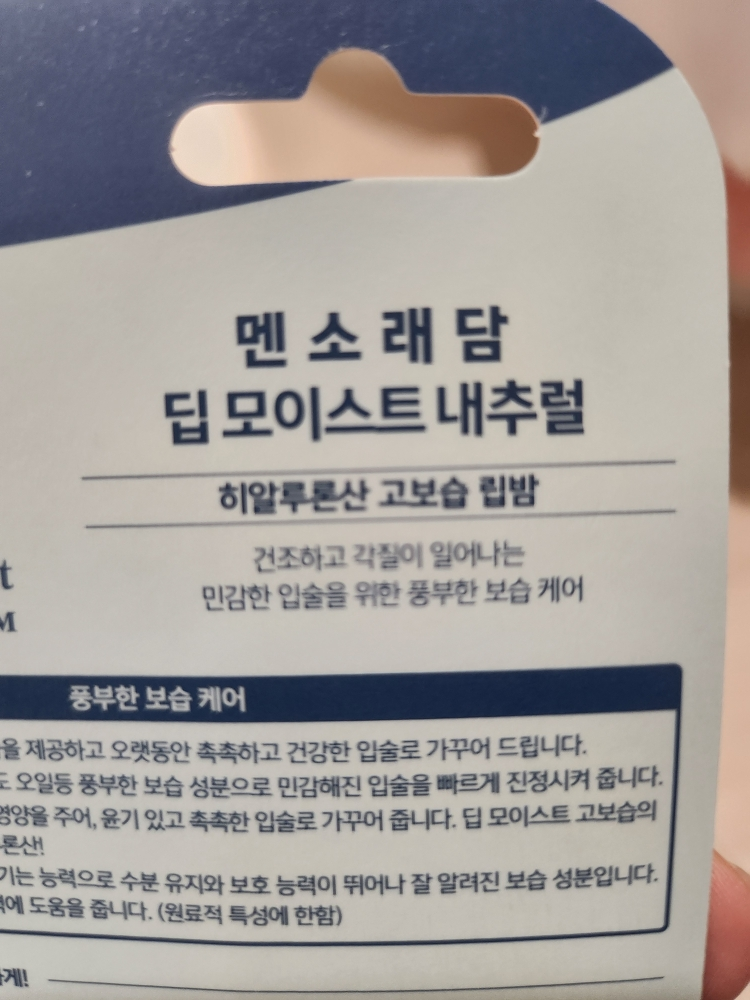 멘소래담
딥 모이스트 내추럴
히알루론산 고보습 립밤
건조하고 각질이 일어나는
민감한 입술을 위한 풍부한 보습 케어
t
M
풍부한 보습 케어
을 제공하고 오랫동안 촉촉하고 건강한 입술로 가꾸어 드립니다.
도 오일등 풍부한 보습 성분으로 민감해진 입술을 빠르게 진정시켜 줍니다.
영양을 주어, 윤기 있고 촉촉한 입술로 가꾸어 줍니다. 딥 모이스트 고보습의
론산!
기는 능력으로 수분 유지와 보호 능력이 뛰어나 잘 알려진 보습 성분입니다.
에 도움을 줍니다. (원료적 특성에 한함)
게!